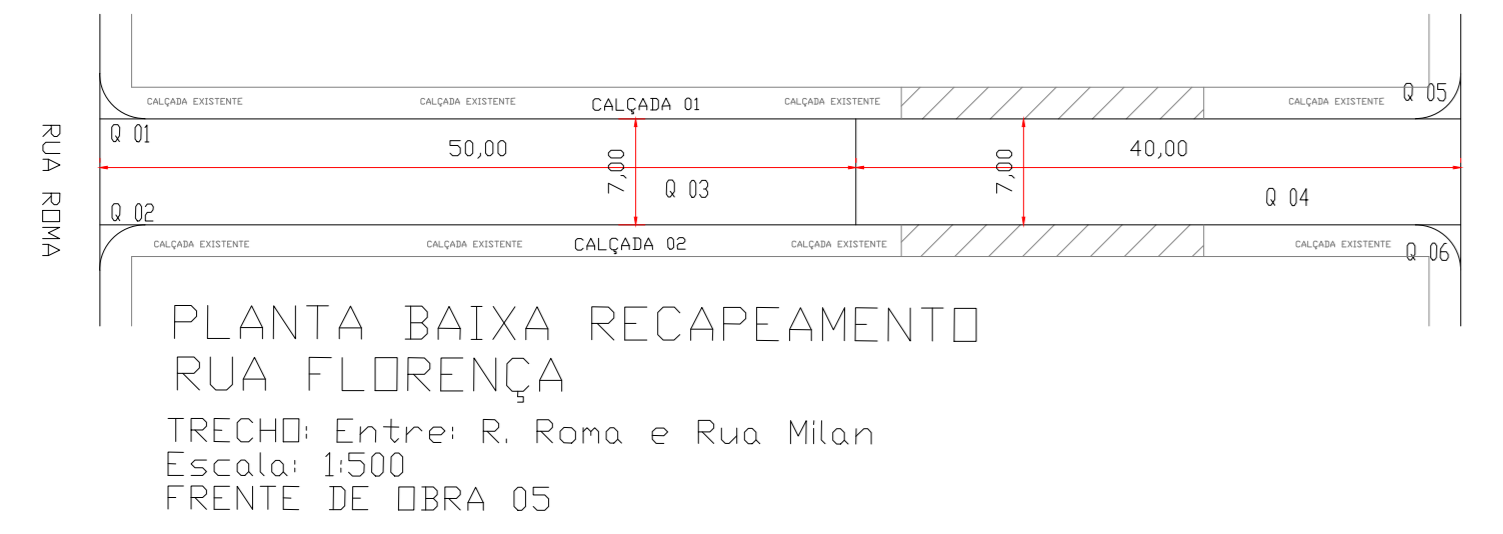 CALÇADA EXISTENTE CALÇADA EXISTENTE CALÇADA 01 CALÇADA EXISTENTE CALÇADA EXISTENTE Q 05
Q 01
50,00 7,00 7,00 40,00
Q 03 Q 04
Q 02
RUA ROMA
CALÇADA EXISTENTE CALÇADA EXISTENTE CALÇADA 02 CALÇADA EXISTENTE CALÇADA EXISTENTE Q 06
PLANTA BAIXA RECAPEAMENTO
RUA FLORENÇA
TRECHO: Entre: R. Roma e Rua Milan
Escala: 1:500
FRENTE DE OBRA 05